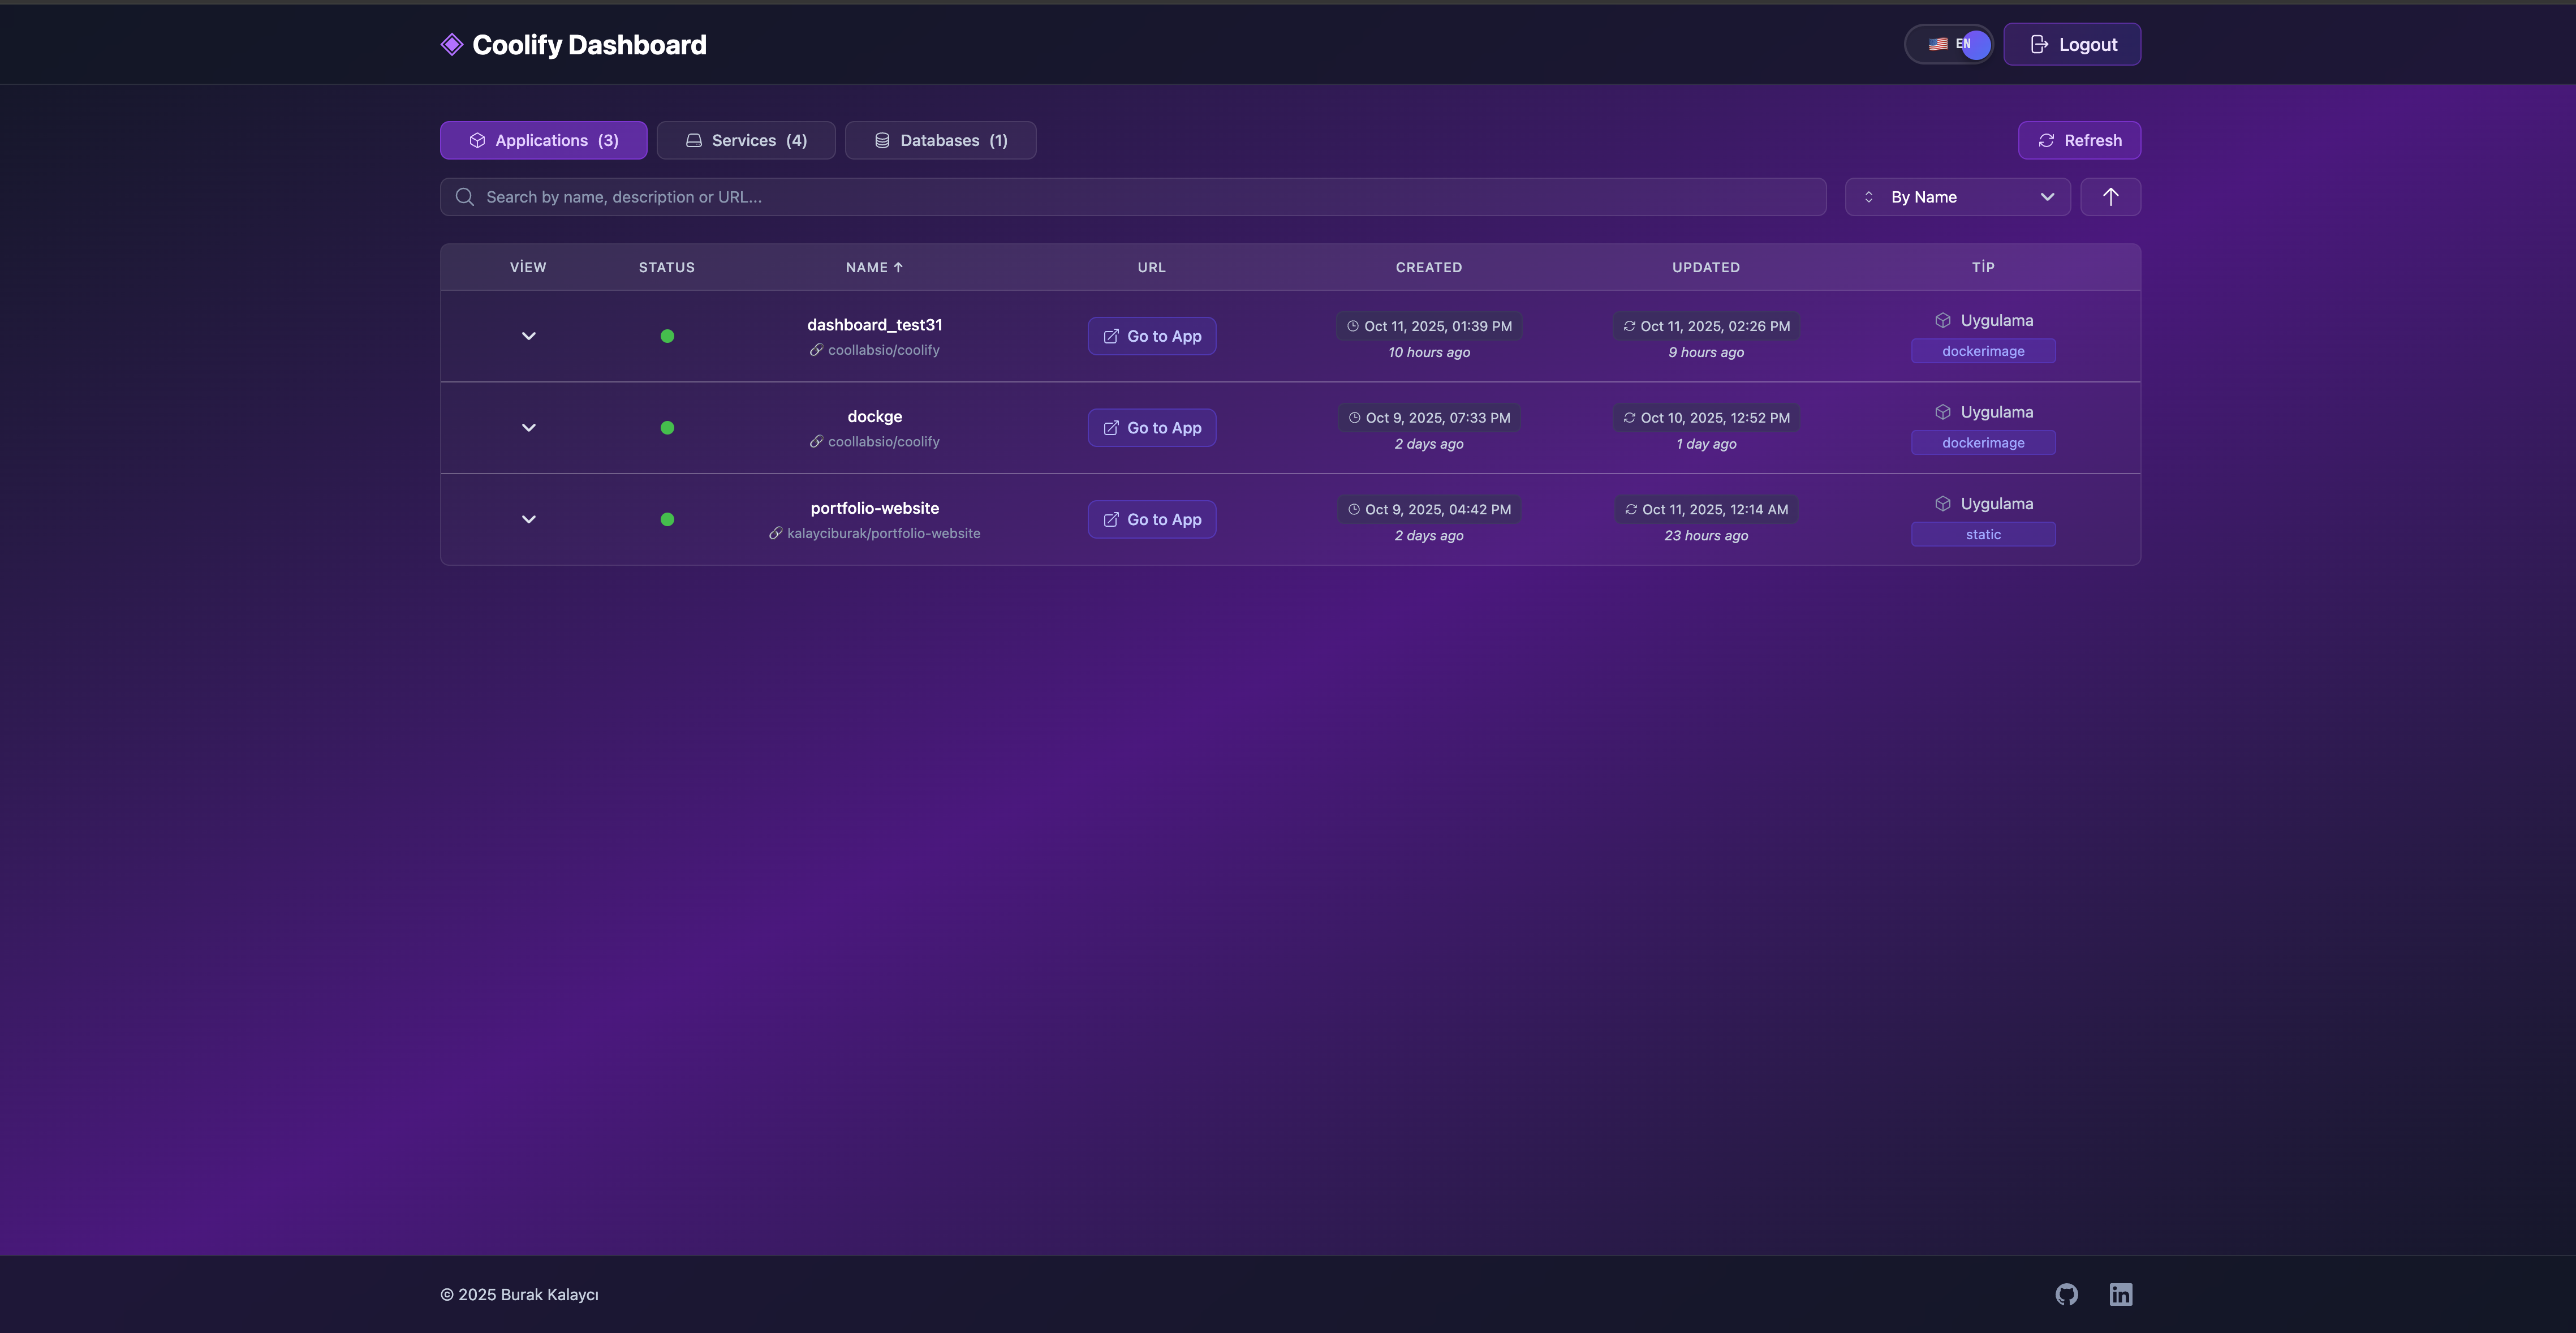 Coolify Dashboard
EN
Logout
Applications (3)
Services (4)
Databases (1)
Refresh
Search by name, description or URL...
By Name
VİEW STATUS NAME ↑ URL CREATED UPDATED TİP
dashboard_test31
coollabsio/coolify
Go to App
Oct 11, 2025, 01:39 PM
10 hours ago
Oct 11, 2025, 02:26 PM
9 hours ago
Uygulama
dockerimage
dockge
coollabsio/coolify
Go to App
Oct 9, 2025, 07:33 PM
2 days ago
Oct 10, 2025, 12:52 PM
1 day ago
Uygulama
dockerimage
portfolio-website
kalayciburak/portfolio-website
Go to App
Oct 9, 2025, 04:42 PM
2 days ago
Oct 11, 2025, 12:14 AM
23 hours ago
Uygulama
static
© 2025 Burak Kalaycı
in